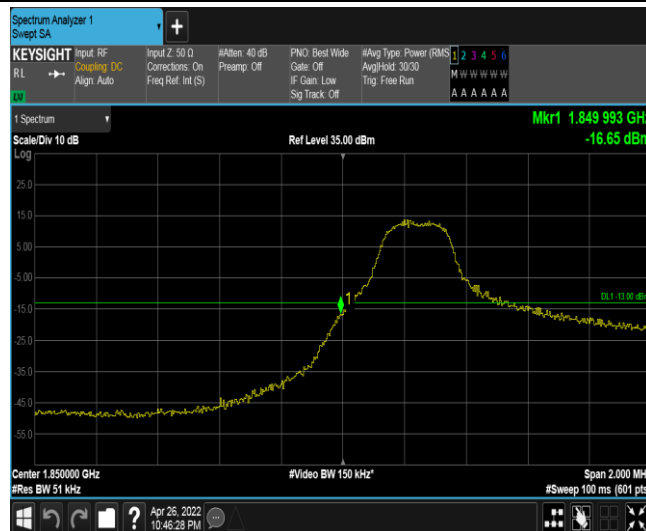 Spectrum Analyzer 1
Swept SA
+
KEYSIGHT
RL
Input: RF
Coupling: DC
Align: Auto
Input Z: 50 Ω
Corrections: On
Freq Ref: Int (S)
#Atten: 40 dB
Preamp: Off
PNO: Best Wide
Gate: Off
IF Gain: Low
Sig Track: Off
#Avg Type: Power (RMS
Avg|Hold: 30/30
Trig: Free Run
1 2 3 4 5 6
M W W W W W
A A A A A A
1 Spectrum
Mkr1 1.849 993 GHz
Scale/Div 10 dB
Ref Level 35.00 dBm
-16.65 dBm
Log
25.0
15.0
5.00
-5.00
DL1 -13.00 dBm
1
-15.0
-25.0
-35.0
-45.0
-55.0
Center 1.850000 GHz
#Video BW 150 kHz*
Span 2.000 MH
#Res BW 51 kHz
#Sweep 100 ms (601 pts
?
Apr 26, 2022
10:46:28 PM